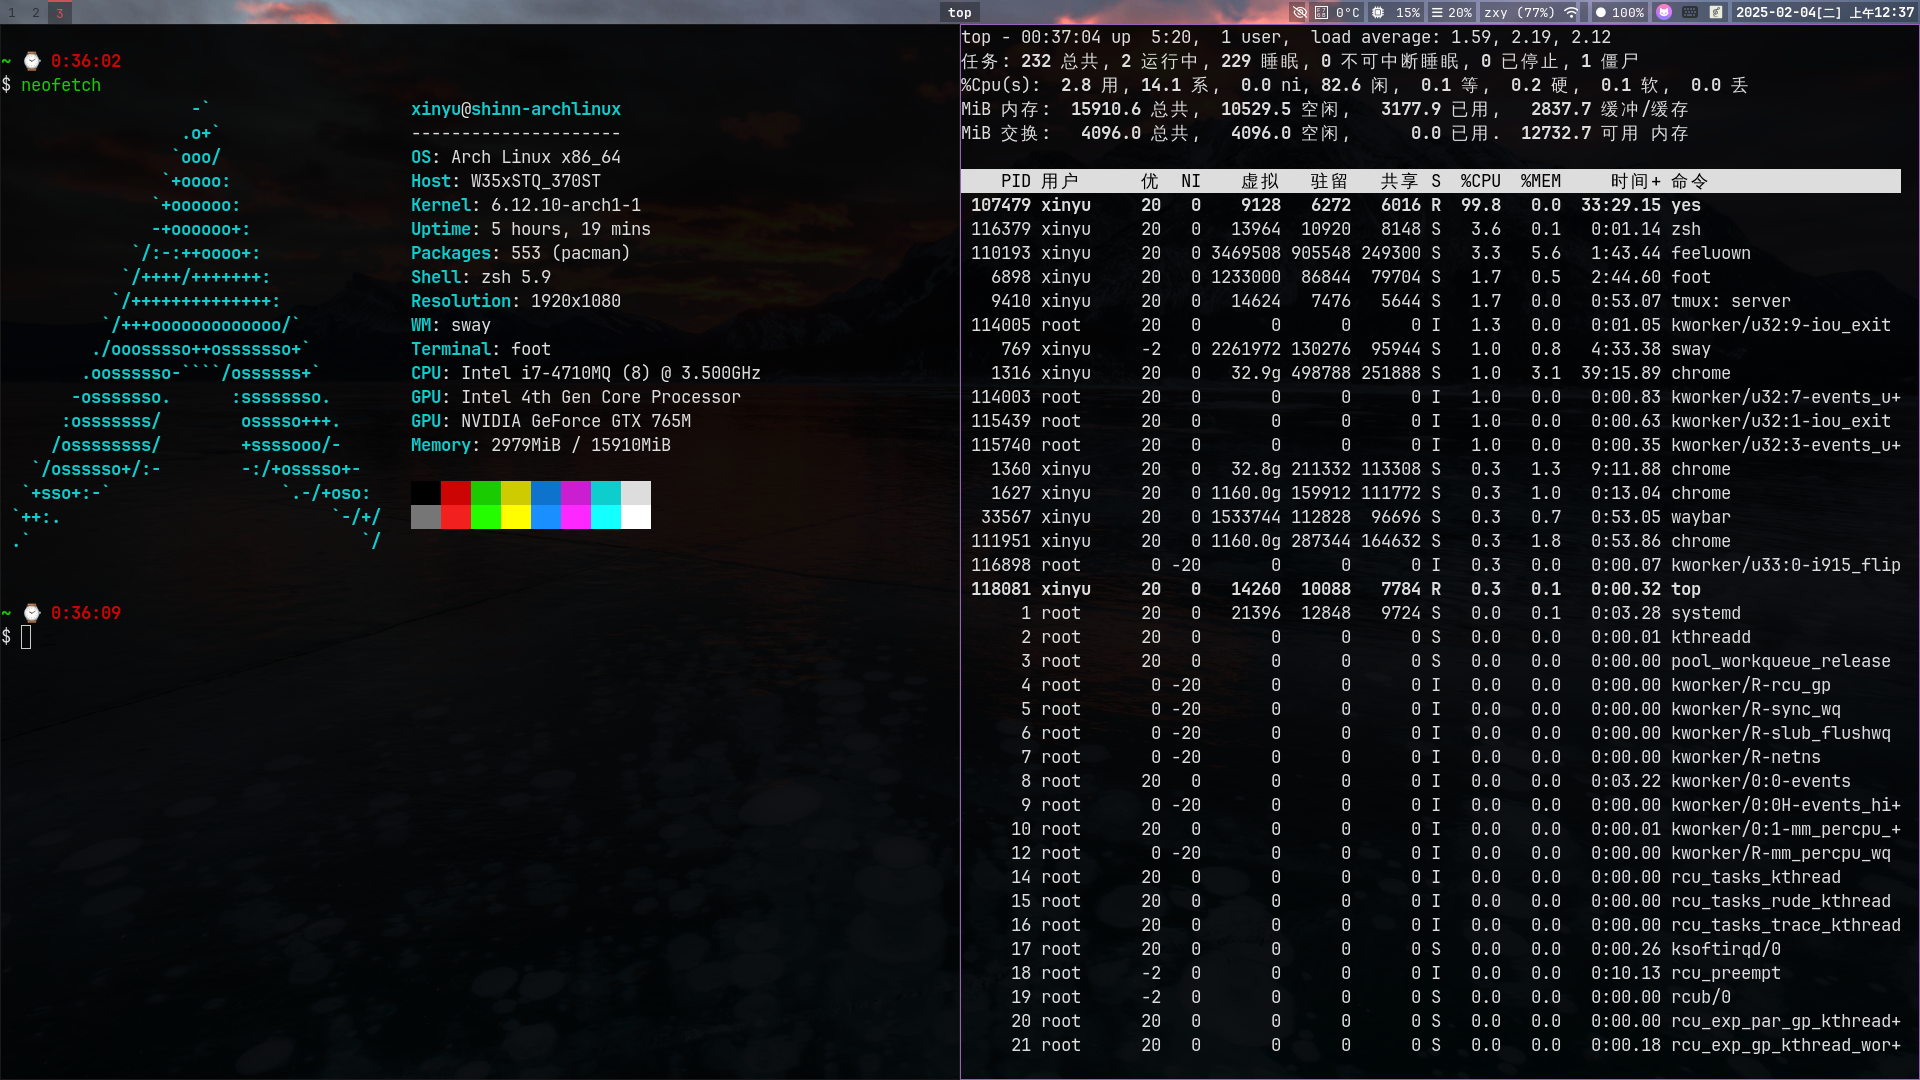 1 2 3 top 0°C 15% 20% zxy (77%) 100% 2025-02-04[二] 上午12:37
~ ⌚ 0:36:02
$ neofetch
                   -`
                  .o+`
                 `ooo/
                `+oooo:
               `+oooooo:
               -+oooooo+:
             `/:-:++oooo+:
            `/++++/+++++++:
           `/++++++++++++++:
          `/+++ooooooooooooo/`
         ./ooosssso++osssssso+`
        .oossssso-````/ossssss+`
       -osssssso.      :ssssssso.
      :osssssss/        osssso+++.
     /ossssssss/        +ssssooo/-
   `/ossssso+/:-        -:/+osssso+-
  `+sso+:-`                 `.-/+oso:
 `++:.                           `-/+/
 .`                                 `/
xinyu@shinn-archlinux
---------------------
OS: Arch Linux x86_64
Host: W35xSTQ_370ST
Kernel: 6.12.10-arch1-1
Uptime: 5 hours, 19 mins
Packages: 553 (pacman)
Shell: zsh 5.9
Resolution: 1920x1080
WM: sway
Terminal: foot
CPU: Intel i7-4710MQ (8) @ 3.500GHz
GPU: Intel 4th Gen Core Processor
GPU: NVIDIA GeForce GTX 765M
Memory: 2979MiB / 15910MiB
~ ⌚ 0:36:09
$
top - 00:37:04 up  5:20,  1 user,  load average: 1.59, 2.19, 2.12
任务: 232 总共, 2 运行中, 229 睡眠, 0 不可中断睡眠, 0 已停止, 1 僵尸
%Cpu(s):  2.8 用, 14.1 系,  0.0 ni, 82.6 闲,  0.1 等,  0.2 硬,  0.1 软,  0.0 丢
MiB 内存:  15910.6 总共,  10529.5 空闲,   3177.9 已用,   2837.7 缓冲/缓存
MiB 交换:   4096.0 总共,   4096.0 空闲,      0.0 已用.  12732.7 可用 内存
PID 用户 优 NI 虚拟 驻留 共享 S %CPU %MEM 时间+ 命令
107479 xinyu 20 0 9128 6272 6016 R 99.8 0.0 33:29.15 yes
116379 xinyu 20 0 13964 10920 8148 S 3.6 0.1 0:01.14 zsh
110193 xinyu 20 0 3469508 905548 249300 S 3.3 5.6 1:43.44 feeluown
6898 xinyu 20 0 1233000 86844 79704 S 1.7 0.5 2:44.60 foot
9410 xinyu 20 0 14624 7476 5644 S 1.7 0.0 0:53.07 tmux: server
114005 root 20 0 0 0 0 I 1.3 0.0 0:01.05 kworker/u32:9-iou_exit
769 xinyu -2 0 2261972 130276 95944 S 1.0 0.8 4:33.38 sway
1316 xinyu 20 0 32.9g 498788 251888 S 1.0 3.1 39:15.89 chrome
114003 root 20 0 0 0 0 I 1.0 0.0 0:00.83 kworker/u32:7-events_u+
115439 root 20 0 0 0 0 I 1.0 0.0 0:00.63 kworker/u32:1-iou_exit
115740 root 20 0 0 0 0 I 1.0 0.0 0:00.35 kworker/u32:3-events_u+
1360 xinyu 20 0 32.8g 211332 113308 S 0.3 1.3 9:11.88 chrome
1627 xinyu 20 0 1160.0g 159912 111772 S 0.3 1.0 0:13.04 chrome
33567 xinyu 20 0 1533744 112828 96696 S 0.3 0.7 0:53.05 waybar
111951 xinyu 20 0 1160.0g 287344 164632 S 0.3 1.8 0:53.86 chrome
116898 root 0 -20 0 0 0 I 0.3 0.0 0:00.07 kworker/u33:0-i915_flip
118081 xinyu 20 0 14260 10088 7784 R 0.3 0.1 0:00.32 top
1 root 20 0 21396 12848 9724 S 0.0 0.1 0:03.28 systemd
2 root 20 0 0 0 0 S 0.0 0.0 0:00.01 kthreadd
3 root 20 0 0 0 0 S 0.0 0.0 0:00.00 pool_workqueue_release
4 root 0 -20 0 0 0 I 0.0 0.0 0:00.00 kworker/R-rcu_gp
5 root 0 -20 0 0 0 I 0.0 0.0 0:00.00 kworker/R-sync_wq
6 root 0 -20 0 0 0 I 0.0 0.0 0:00.00 kworker/R-slub_flushwq
7 root 0 -20 0 0 0 I 0.0 0.0 0:00.00 kworker/R-netns
8 root 20 0 0 0 0 I 0.0 0.0 0:03.22 kworker/0:0-events
9 root 0 -20 0 0 0 I 0.0 0.0 0:00.00 kworker/0:0H-events_hi+
10 root 20 0 0 0 0 I 0.0 0.0 0:00.01 kworker/0:1-mm_percpu_+
12 root 0 -20 0 0 0 I 0.0 0.0 0:00.00 kworker/R-mm_percpu_wq
14 root 20 0 0 0 0 I 0.0 0.0 0:00.00 rcu_tasks_kthread
15 root 20 0 0 0 0 I 0.0 0.0 0:00.00 rcu_tasks_rude_kthread
16 root 20 0 0 0 0 I 0.0 0.0 0:00.00 rcu_tasks_trace_kthread
17 root 20 0 0 0 0 S 0.0 0.0 0:00.26 ksoftirqd/0
18 root -2 0 0 0 0 I 0.0 0.0 0:10.13 rcu_preempt
19 root -2 0 0 0 0 S 0.0 0.0 0:00.00 rcub/0
20 root 20 0 0 0 0 S 0.0 0.0 0:00.00 rcu_exp_par_gp_kthread+
21 root 20 0 0 0 0 S 0.0 0.0 0:00.18 rcu_exp_gp_kthread_wor+